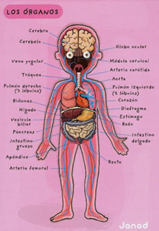 LOS ÓRGANOS
Cerebro
Cerebelo
Globo ocular
Vena yugular
Médula cervical
Arteria carótida
Tráquea
Aorta
Pulmón derecho
(3 lóbulos)
Pulmón izquierdo
(2 lóbulos)
Corazón
Riñones
Diafragma
Hígado
Estómago
Vesícula
biliar
Bazo
Páncreas
Intestino
delgado
Intestino
grueso
Apéndice
Recto
Arteria femoral
Janod